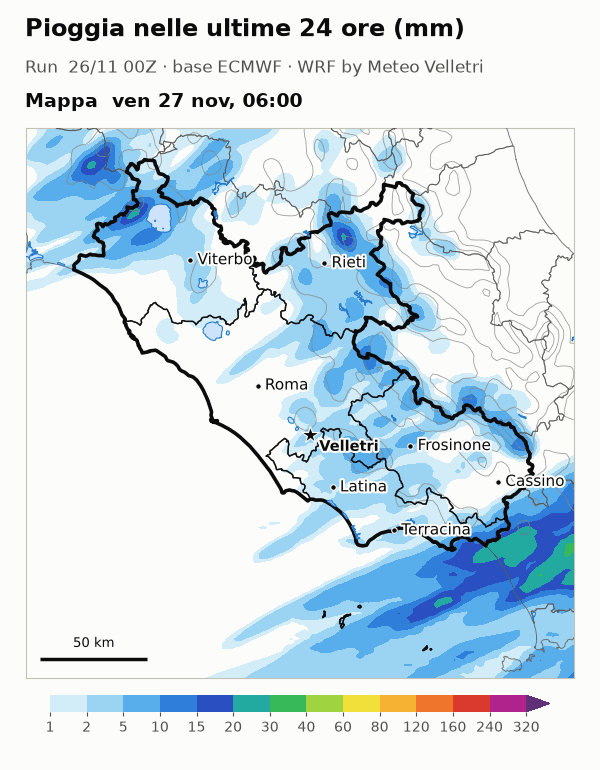 Pioggia nelle ultime 24 ore (mm)
Run 26/11 00Z · base ECMWF · WRF by Meteo Velletri
Mappa ven 27 nov, 06:00
Viterbo
Rieti
Roma
Velletri
Frosinone
Cassino
Latina
Terracina
50 km
1 2 5 10 15 20 30 40 60 80 120 160 240 320